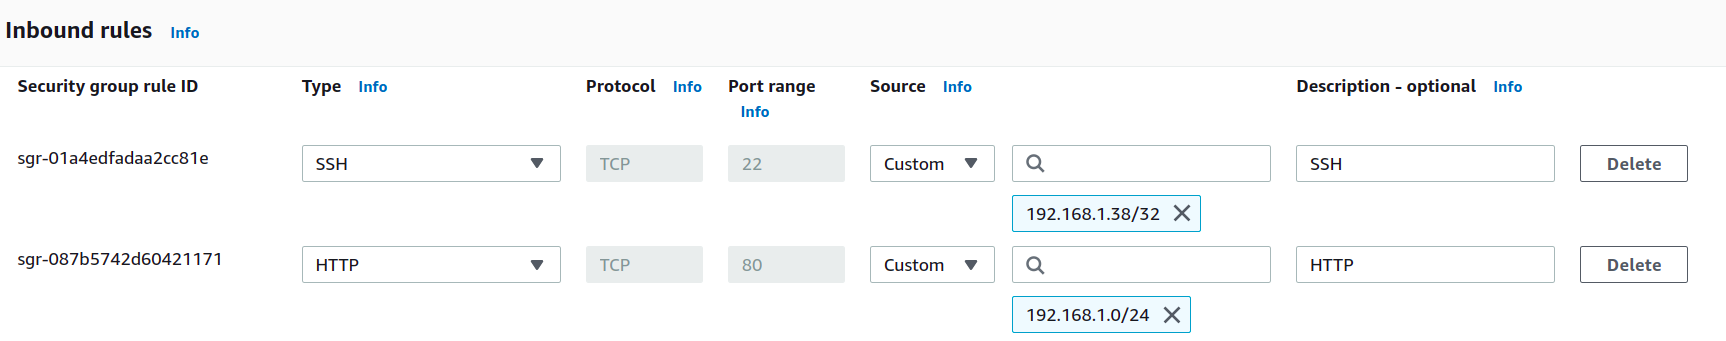 Inbound rules Info
Security group rule ID Type Info Protocol Info Port range Info Source Info Description - optional Info
sgr-01a4edfadaa2cc81e SSH TCP 22 Custom SSH Delete
192.168.1.38/32
sgr-087b5742d60421171 HTTP TCP 80 Custom HTTP Delete
192.168.1.0/24